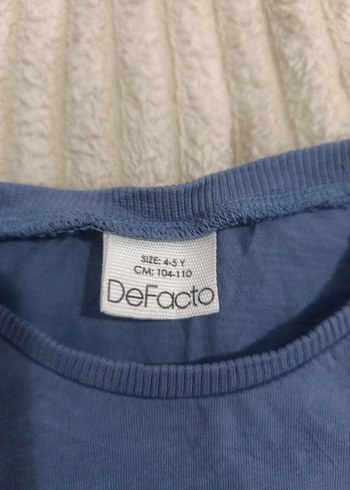 SIZE: 4-5 Y
CM: 104-110
DeFacto